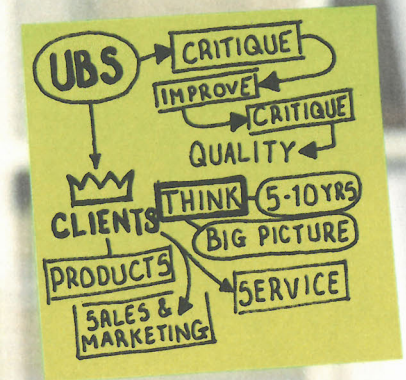 UBS
CRITIQUE
IMPROVE
CRITIQUE
QUALITY
CLIENTS
THINK
5-10 YRS
BIG PICTURE
PRODUCTS
SERVICE
SALES &
MARKETING